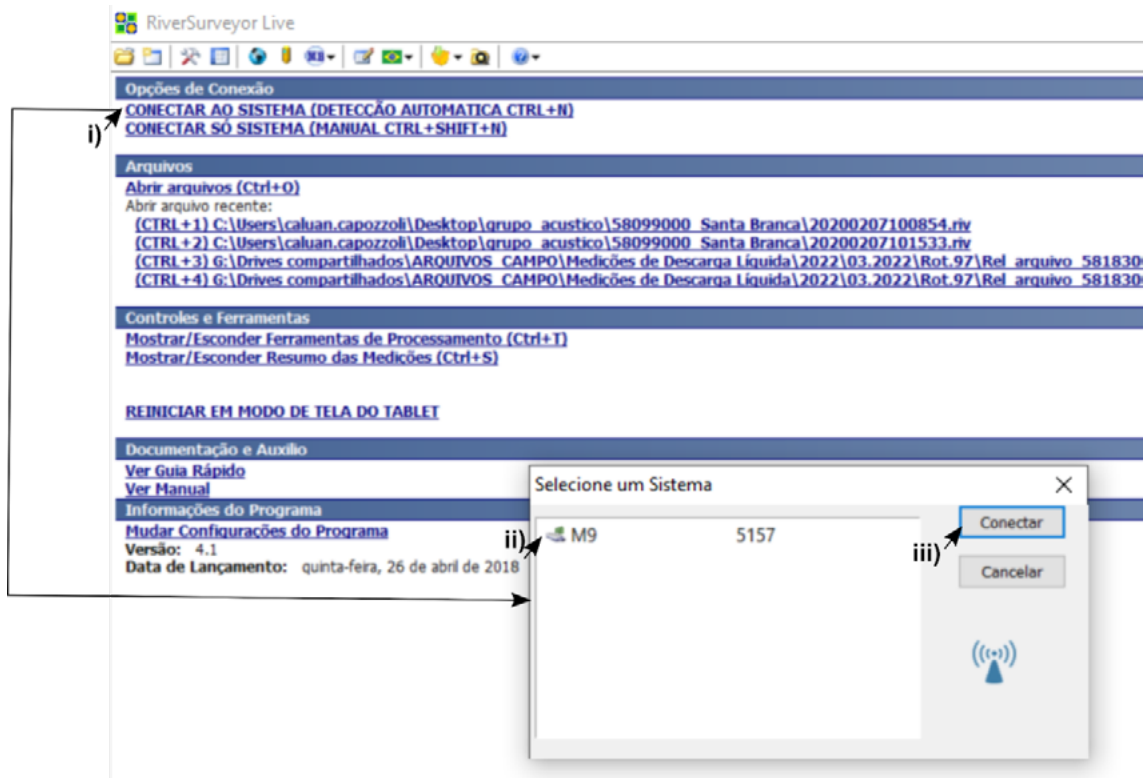 RiverSurveyor Live
Opções de Conexão
CONECTAR AO SISTEMA (DETECÇÃO AUTOMATICA CTRL+N)
i)
CONECTAR SÓ SISTEMA (MANUAL CTRL+SHIFT+N)
Arquivos
Abrir arquivos (Ctrl+O)
Abrir arquivo recente:
(CTRL+1) C:\Users\caluan.capozzoli\Desktop\grupo_acustico\58099000_Santa Branca\20200207100854.riv
(CTRL+2) C:\Users\caluan.capozzoli\Desktop\grupo_acustico\58099000_Santa Branca\20200207101533.riv
(CTRL+3) G:\Drives compartilhados\ARQUIVOS_CAMPO\Medições de Descarga Líquida\2022\03.2022\Rot.97\Rel_arquivo_581830
(CTRL+4) G:\Drives compartilhados\ARQUIVOS_CAMPO\Medições de Descarga Líquida\2022\03.2022\Rot.97\Rel_arquivo_581830
Controles e Ferramentas
Mostrar/Esconder Ferramentas de Processamento (Ctrl+T)
Mostrar/Esconder Resumo das Medições (Ctrl+S)
REINICIAR EM MODO DE TELA DO TABLET
Documentação e Auxilio
Ver Guia Rápido
Ver Manual
Informações do Programa
Mudar Configurações do Programa
Versão: 4.1
Data de Lançamento: quinta-feira, 26 de abril de 2018
Selecione um Sistema
ii) M9 5157
iii) Conectar
Cancelar